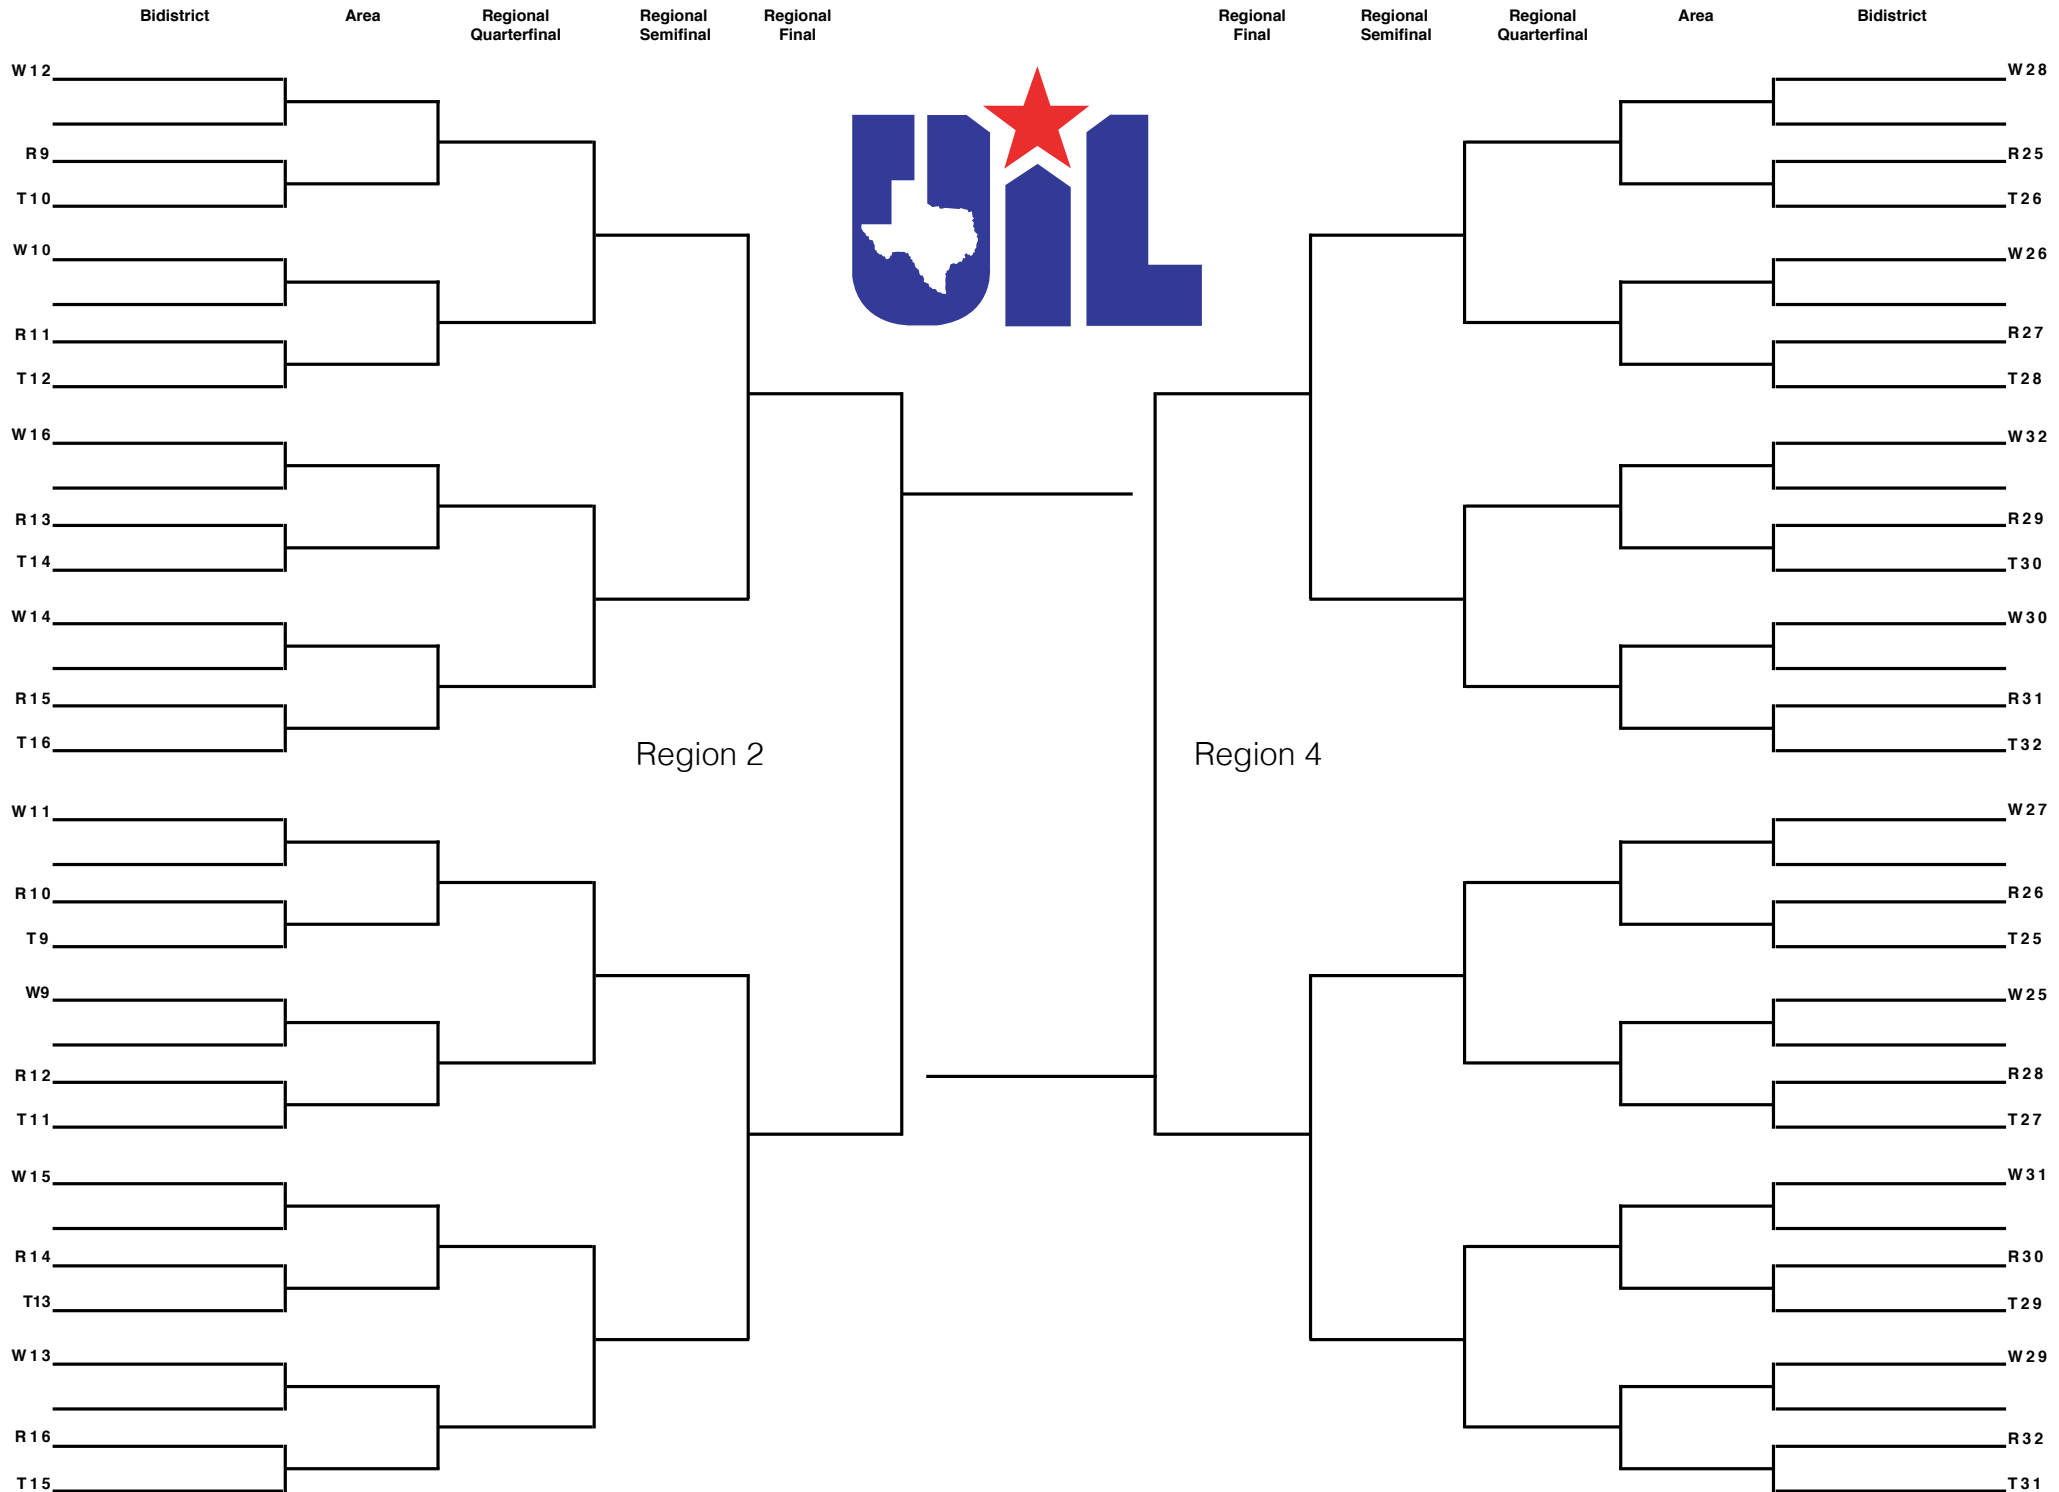 Bidistrict
Area
Regional
Quarterfinal
Regional
Semifinal
Regional
Final
Regional
Final
Regional
Semifinal
Regional
Quarterfinal
Area
Bidistrict
UIL
W12
R9
T10
W10
R11
T12
W16
R13
T14
W14
R15
T16
Region 2
W11
R10
T9
W9
R12
T11
W15
R14
T13
W13
R16
T15
W28
R25
T26
W26
R27
T28
W32
R29
T30
W30
R31
T32
Region 4
W27
R26
T25
W25
R28
T27
W31
R30
T29
W29
R32
T31